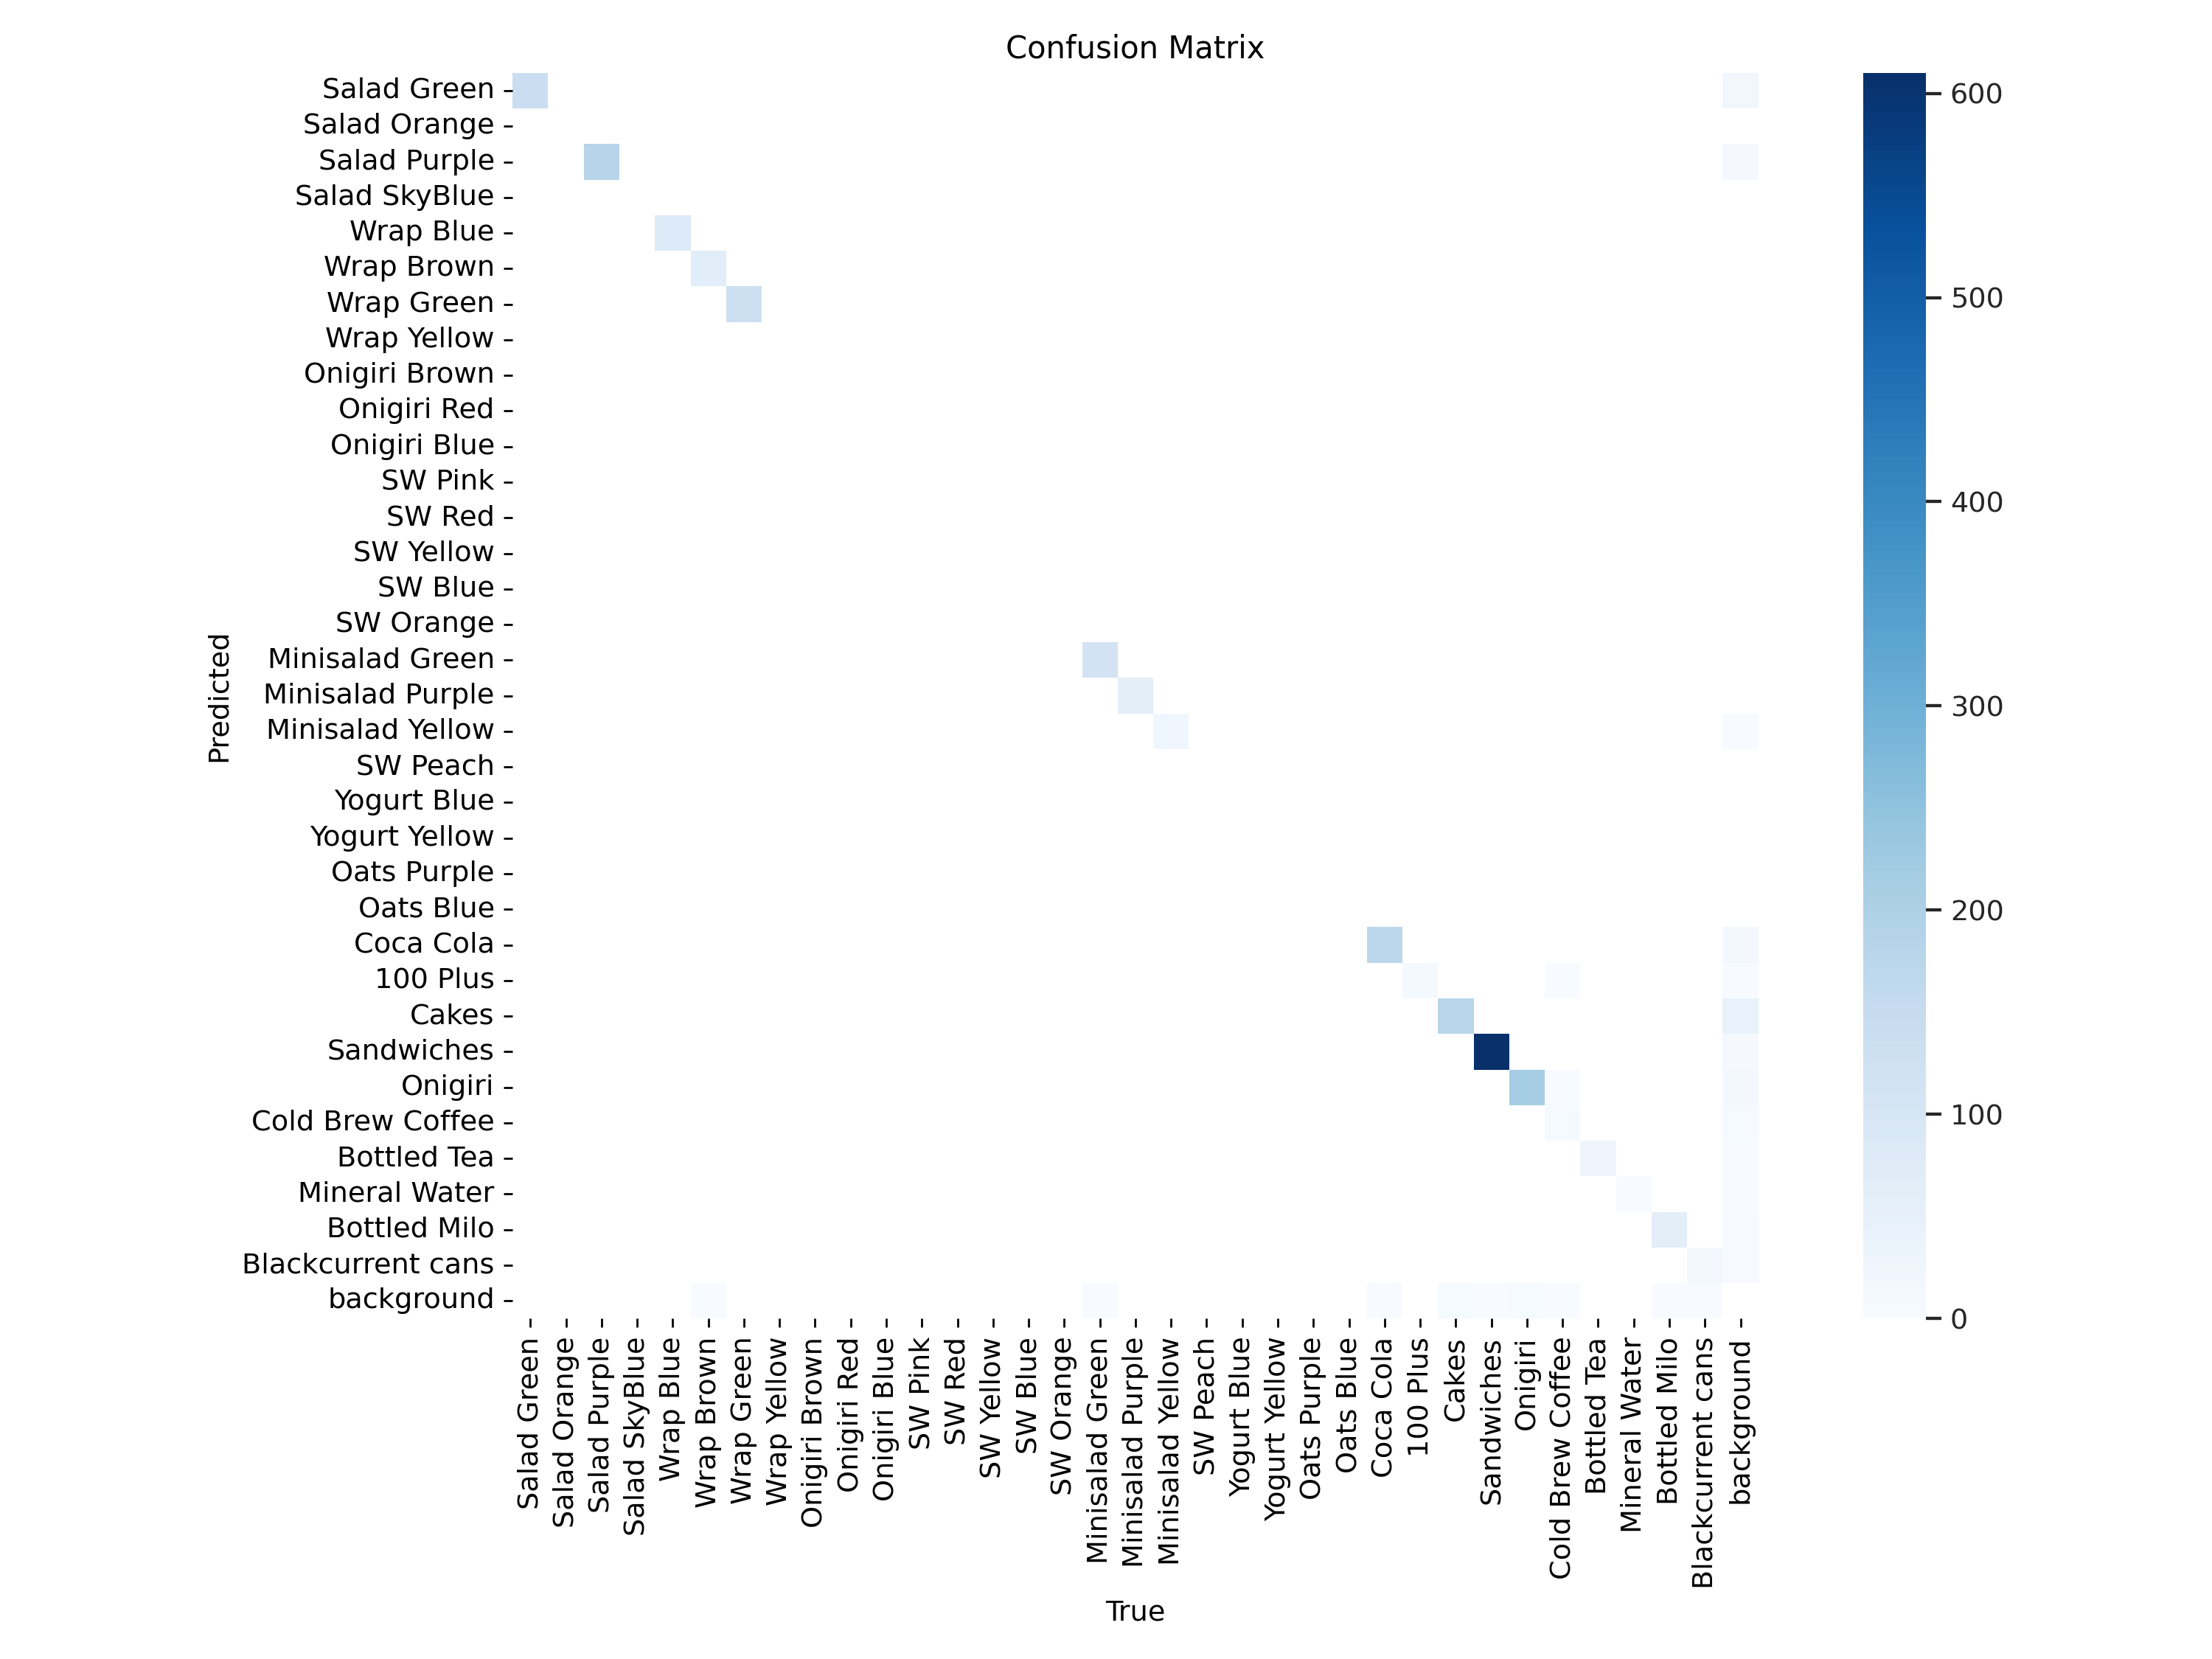 Confusion Matrix
Predicted
Salad Green
Salad Orange
Salad Purple
Salad SkyBlue
Wrap Blue
Wrap Brown
Wrap Green
Wrap Yellow
Onigiri Brown
Onigiri Red
Onigiri Blue
SW Pink
SW Red
SW Yellow
SW Blue
SW Orange
Minisalad Green
Minisalad Purple
Minisalad Yellow
SW Peach
Yogurt Blue
Yogurt Yellow
Oats Purple
Oats Blue
Coca Cola
100 Plus
Cakes
Sandwiches
Onigiri
Cold Brew Coffee
Bottled Tea
Mineral Water
Bottled Milo
Blackcurrent cans
background
Salad Green
Salad Orange
Salad Purple
Salad SkyBlue
Wrap Blue
Wrap Brown
Wrap Green
Wrap Yellow
Onigiri Brown
Onigiri Red
Onigiri Blue
SW Pink
SW Red
SW Yellow
SW Blue
SW Orange
Minisalad Green
Minisalad Purple
Minisalad Yellow
SW Peach
Yogurt Blue
Yogurt Yellow
Oats Purple
Oats Blue
Coca Cola
100 Plus
Cakes
Sandwiches
Onigiri
Cold Brew Coffee
Bottled Tea
Mineral Water
Bottled Milo
Blackcurrent cans
background
True
600
500
400
300
200
100
0